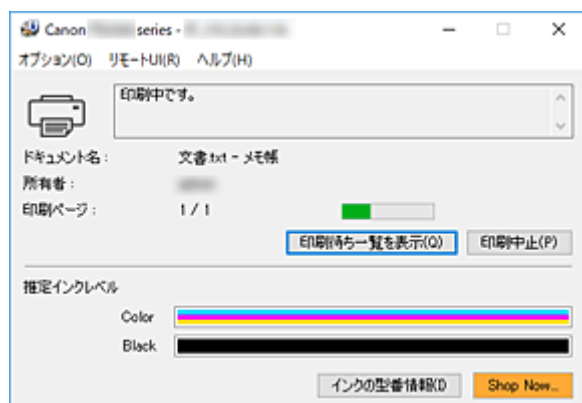 Canon series -
オプション(O) リモートUI(R) ヘルプ(H)
印刷中です。
ドキュメント名： 文書.txt - メモ帳
所有者：
印刷ページ： 1 / 1
印刷待ち一覧を表示(Q) 印刷中止(P)
推定インクレベル
Color
Black
インクの型番情報(I) Shop Now...